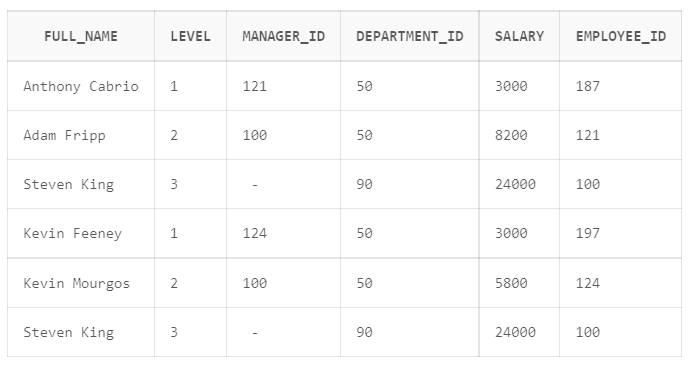 FULL_NAME LEVEL MANAGER_ID DEPARTMENT_ID SALARY EMPLOYEE_ID
Anthony Cabrio 1 121 50 3000 187
Adam Fripp 2 100 50 8200 121
Steven King 3 - 90 24000 100
Kevin Feeney 1 124 50 3000 197
Kevin Mourgos 2 100 50 5800 124
Steven King 3 - 90 24000 100